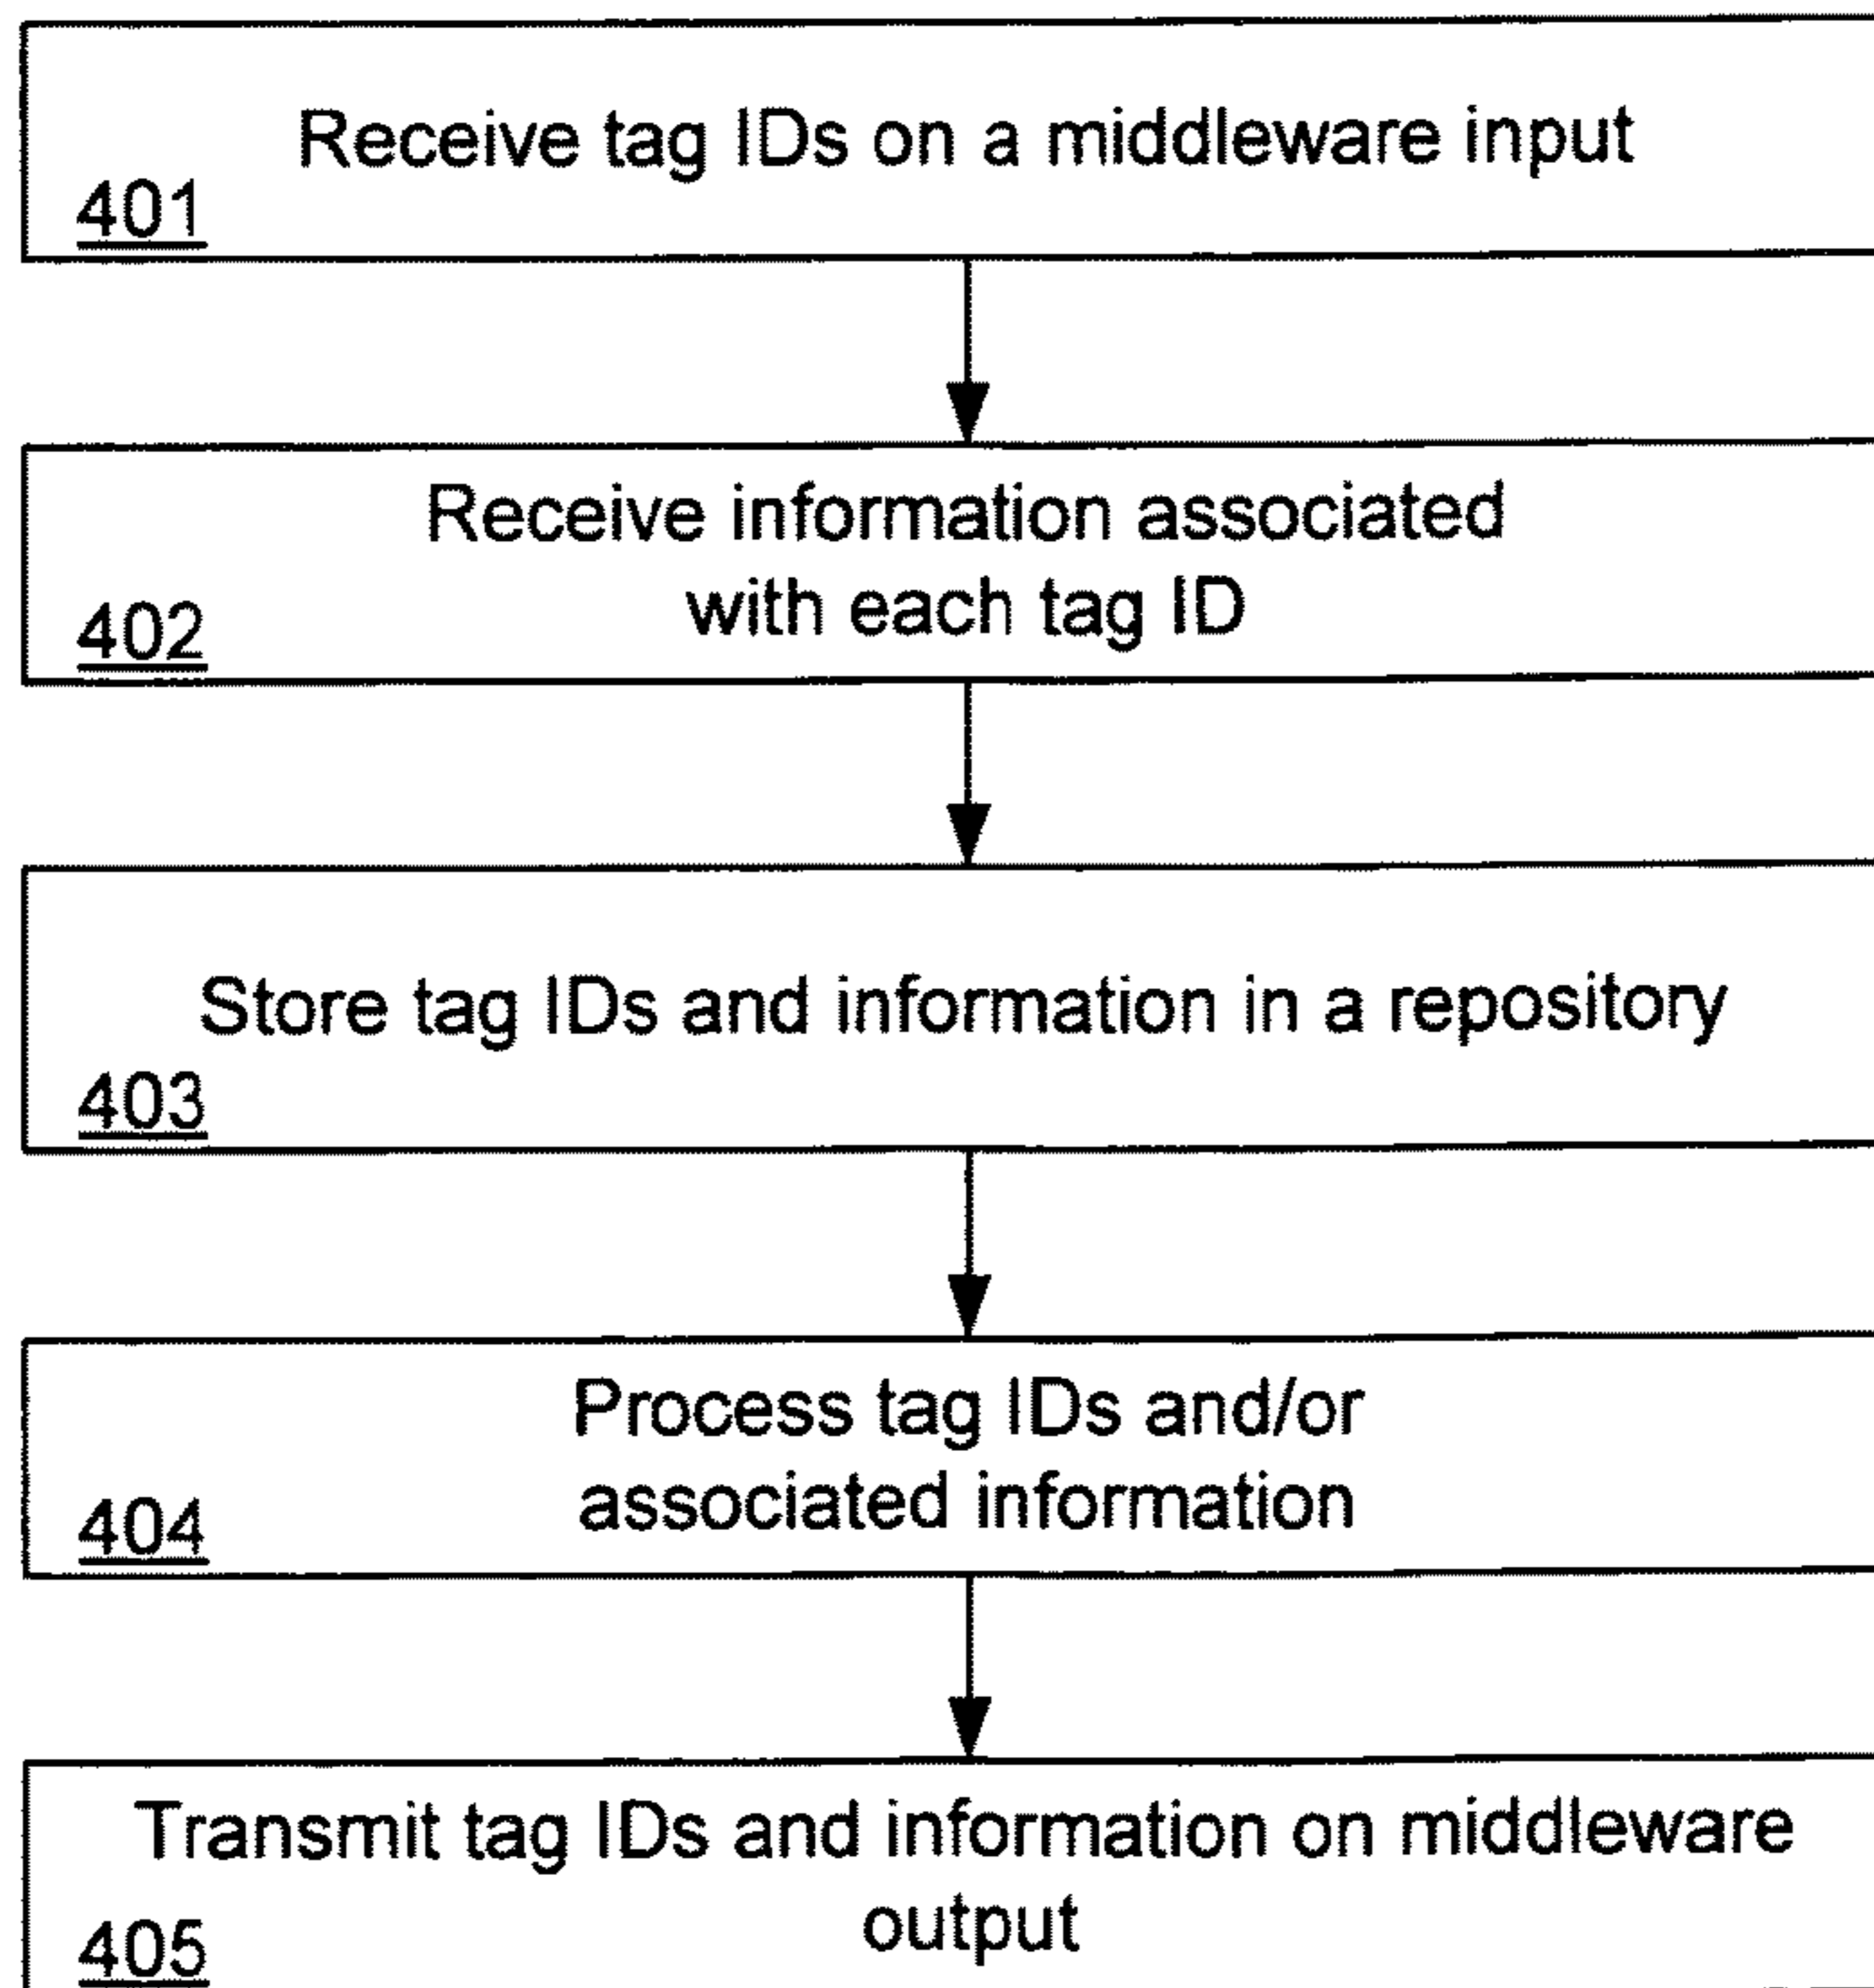 Receive tag IDs on a middleware input
401
Receive information associated
with each tag ID
402
Store tag IDs and information in a repository
403
Process tag IDs and/or
associated information
404
Transmit tag IDs and information on middleware
output
405